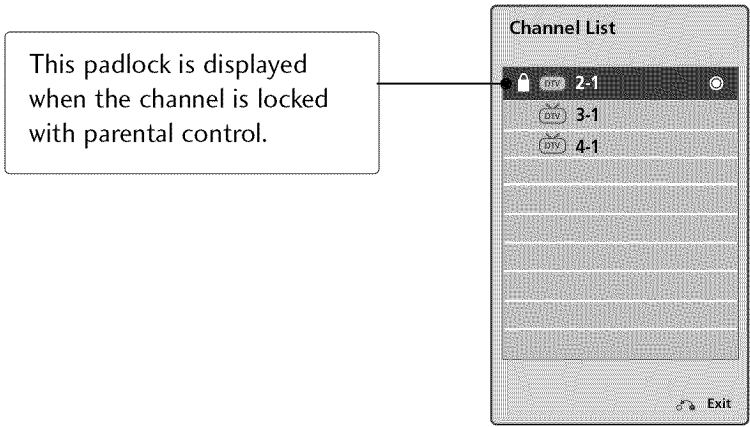 Channel List
This padlock is displayed
when the channel is locked
with parental control.
DTV 2-1
DTV 3-1
DTV 4-1
Exit